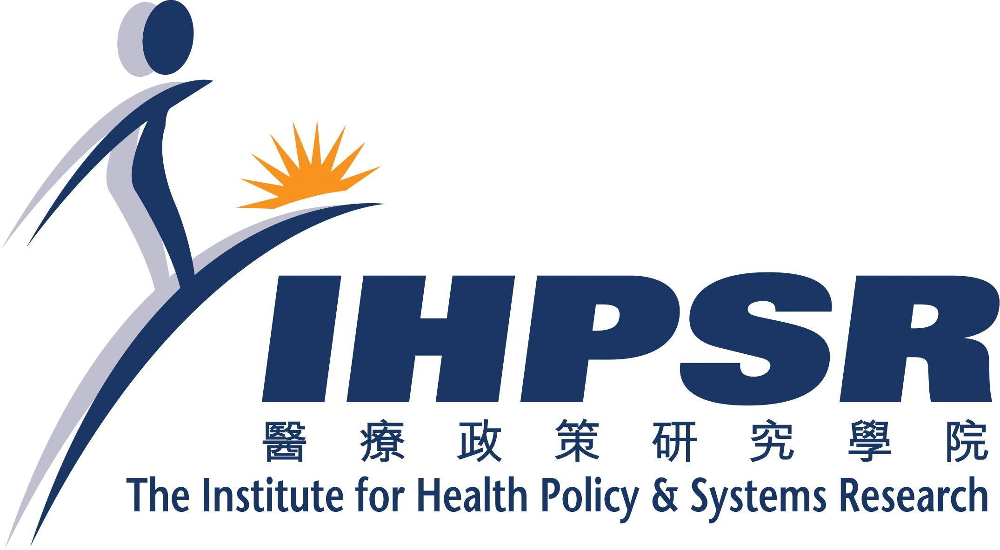 IHPSR
醫療政策研究學院
The Institute for Health Policy & Systems Research